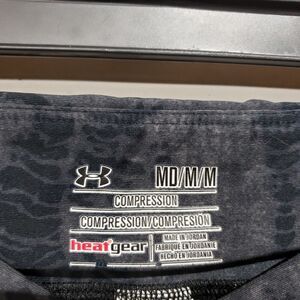 MD/M/M
COMPRESSION
COMPRESSION/COMPRESIÓN
heatgear
MADE IN JORDAN
FABRIQUÉ EN JORDANIE
HECHO EN JORDANIA